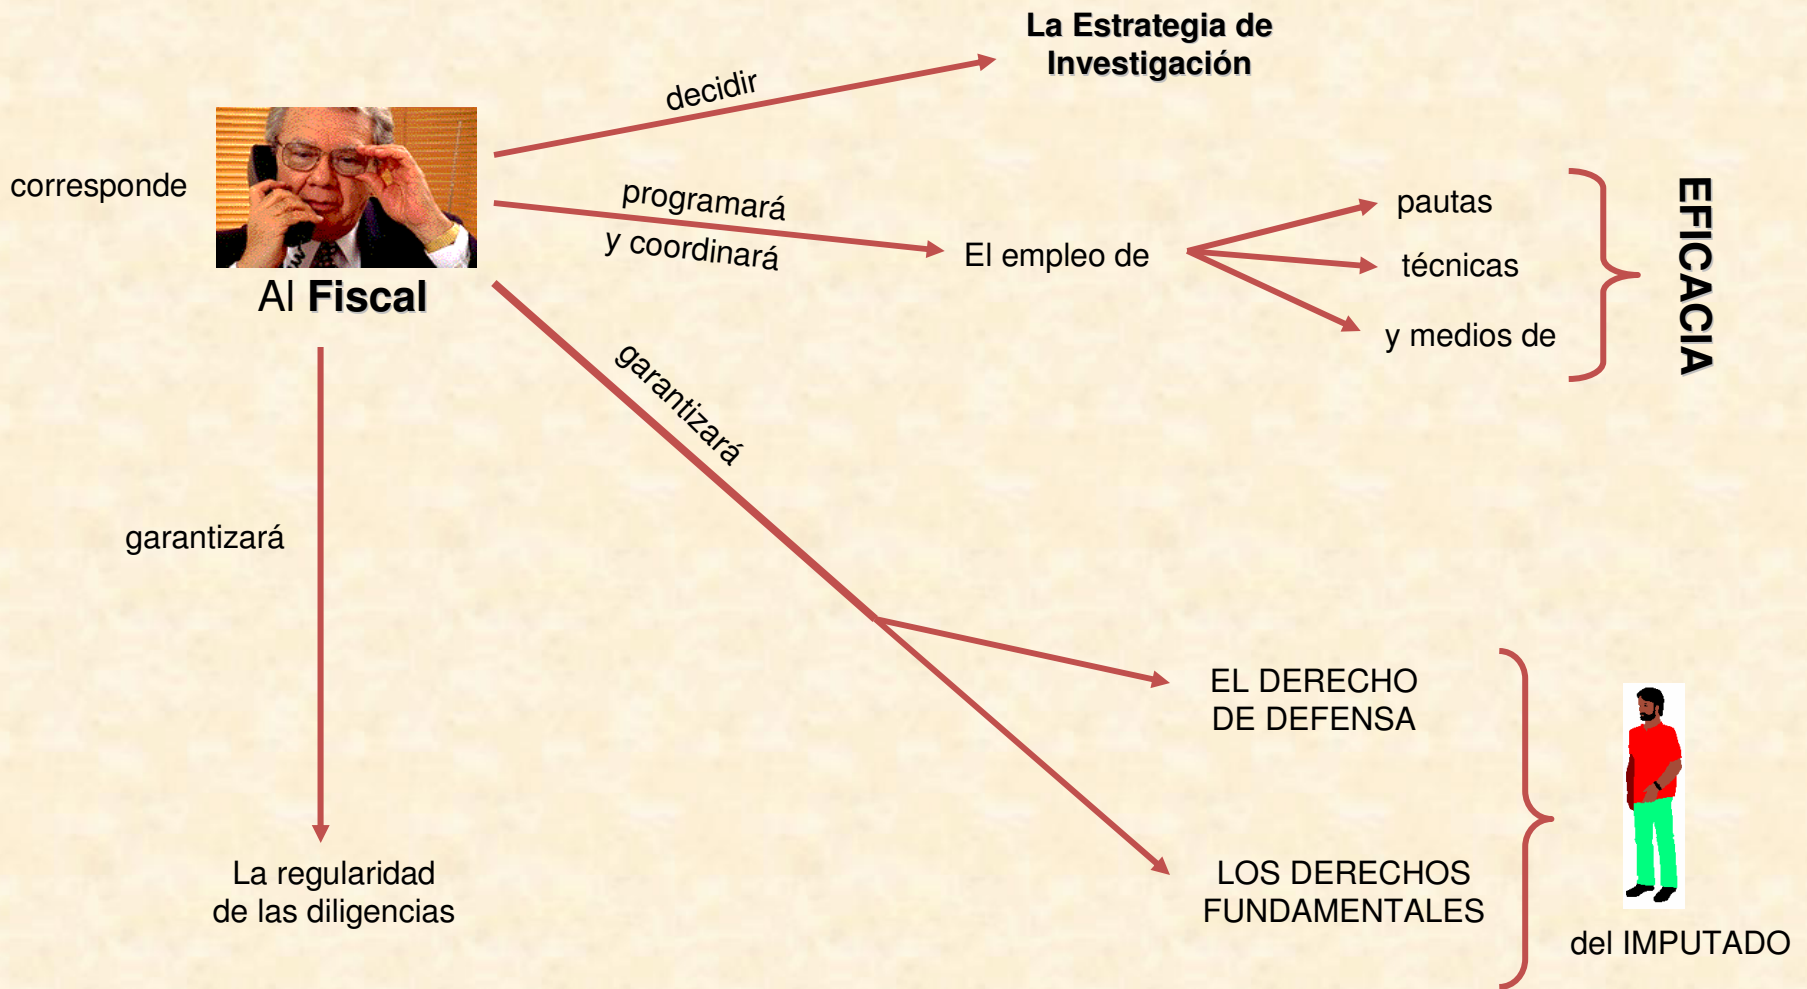 La Estrategia de
Investigación
decidir
corresponde
Al Fiscal
programará
y coordinará
El empleo de
pautas
técnicas
y medios de
EFICACIA
garantizará
garantizará
La regularidad
de las diligencias
EL DERECHO
DE DEFENSA
LOS DERECHOS
FUNDAMENTALES
del IMPUTADO